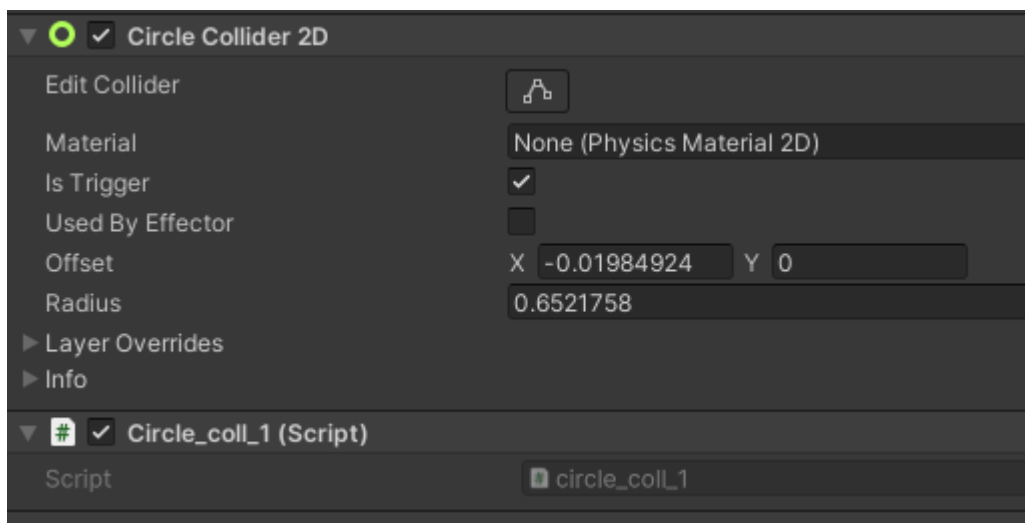 Circle Collider 2D
Edit Collider
Material None (Physics Material 2D)
Is Trigger
Used By Effector
Offset X -0.01984924 Y 0
Radius 0.6521758
Layer Overrides
Info
# Circle_coll_1 (Script)
Script # circle_coll_1